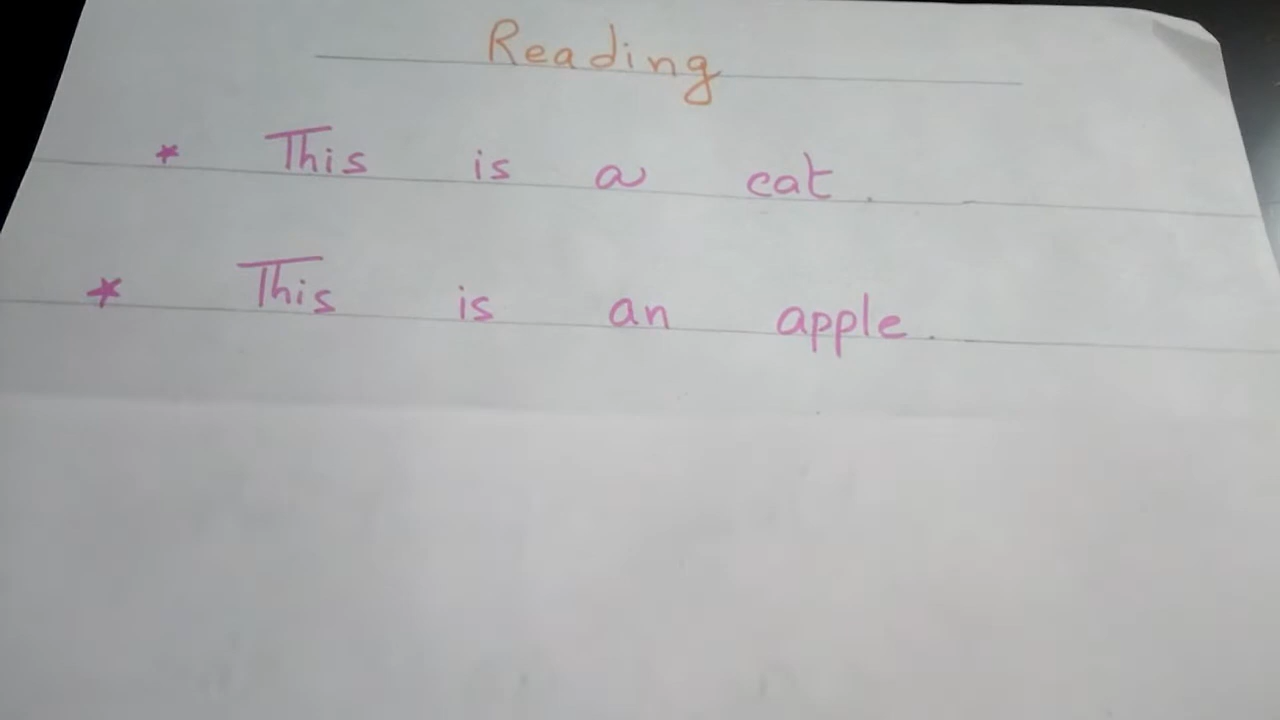 Reading
* This is a cat.
* This is an apple.